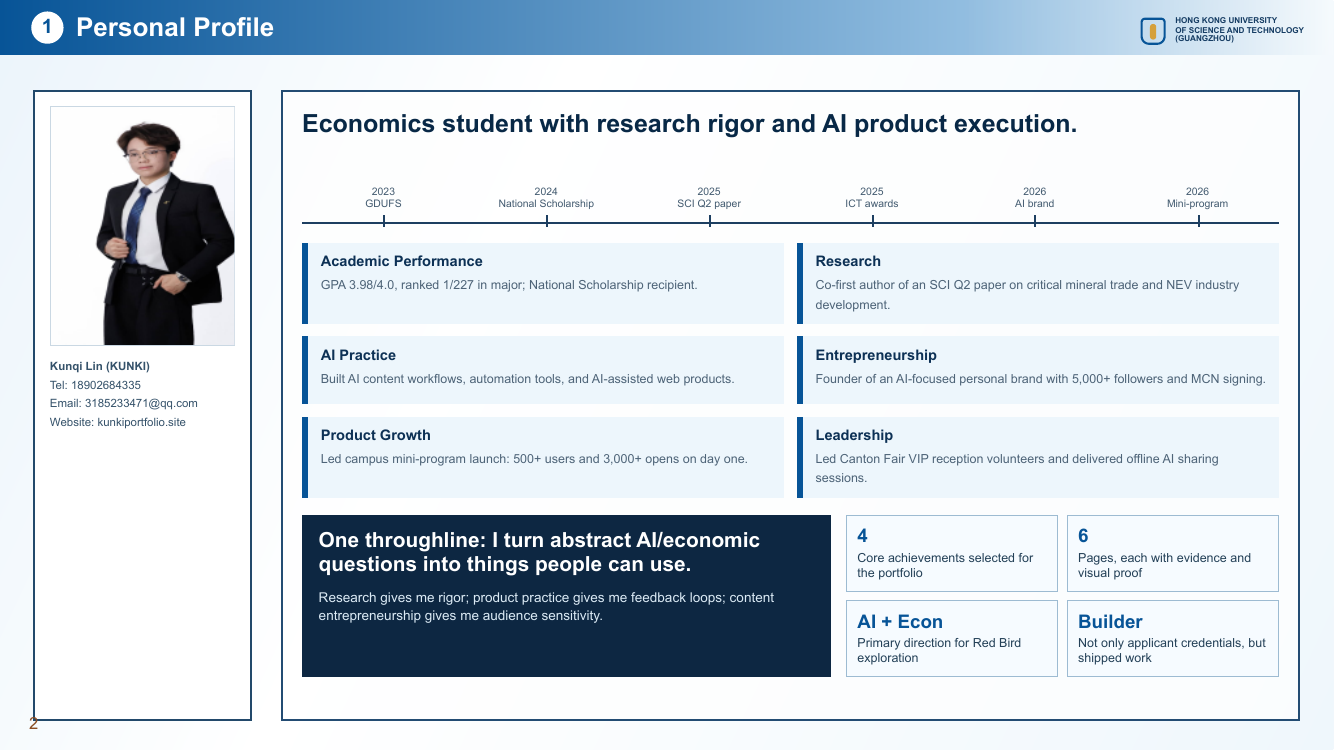 1 Personal Profile
HONG KONG UNIVERSITY
OF SCIENCE AND TECHNOLOGY
(GUANGZHOU)
Kunqi Lin (KUNKI)
Tel: 18902684335
Email: 3185233471@qq.com
Website: kunkiportfolio.site
Economics student with research rigor and AI product execution.
2023
GDUFS
2024
National Scholarship
2025
SCI Q2 paper
2025
ICT awards
2026
AI brand
2026
Mini-program
Academic Performance
GPA 3.98/4.0, ranked 1/227 in major; National Scholarship recipient.
Research
Co-first author of an SCI Q2 paper on critical mineral trade and NEV industry
development.
AI Practice
Built AI content workflows, automation tools, and AI-assisted web products.
Entrepreneurship
Founder of an AI-focused personal brand with 5,000+ followers and MCN signing.
Product Growth
Led campus mini-program launch: 500+ users and 3,000+ opens on day one.
Leadership
Led Canton Fair VIP reception volunteers and delivered offline AI sharing
sessions.
One throughline: I turn abstract AI/economic
questions into things people can use.
Research gives me rigor; product practice gives me feedback loops; content
entrepreneurship gives me audience sensitivity.
4
Core achievements selected for
the portfolio
6
Pages, each with evidence and
visual proof
AI + Econ
Primary direction for Red Bird
exploration
Builder
Not only applicant credentials, but
shipped work
2